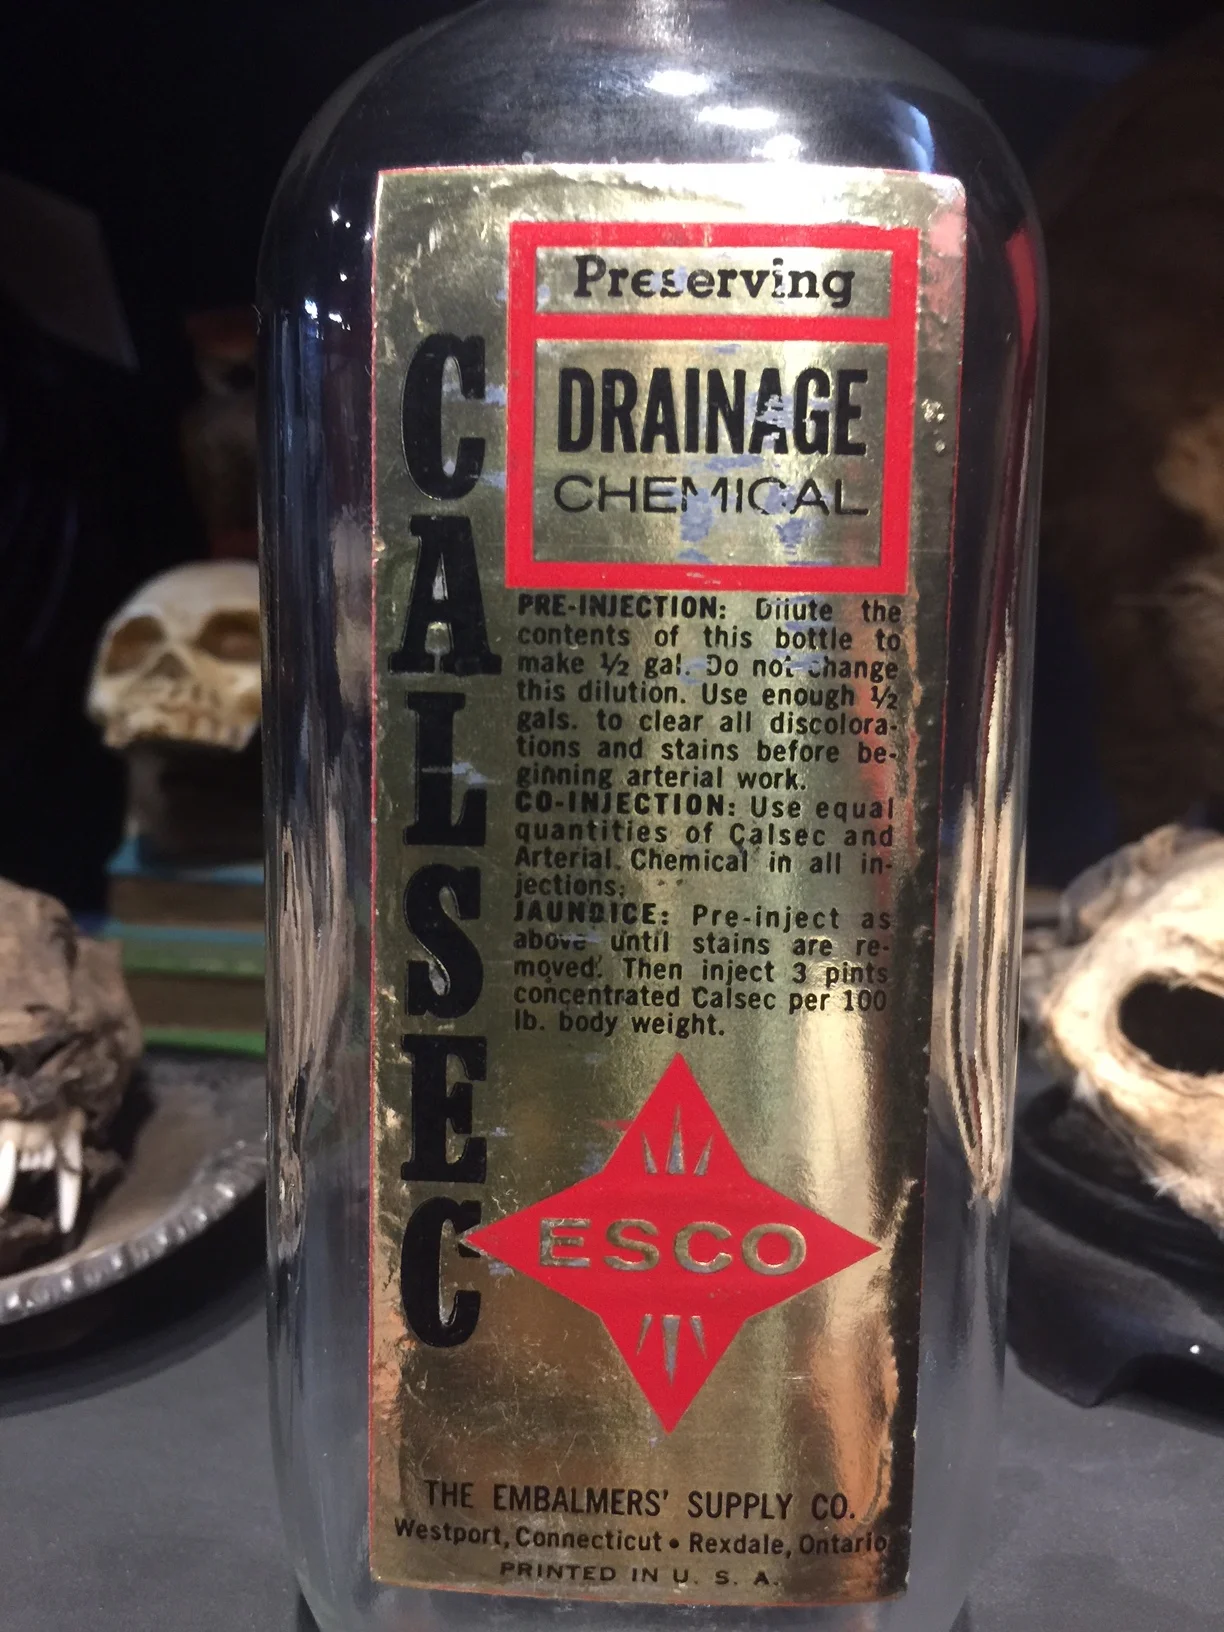 Preserving
DRAINAGE
CHEMICAL
CALSEC
PRE-INJECTION: Dilute the
contents of this bottle to
make ½ gal. Do not change
this dilution. Use enough ½
gals. to clear all discolora-
tions and stains before be-
ginning arterial work.
CO-INJECTION: Use equal
quantities of Calsec and
Arterial Chemical in all in-
jections.
JAUNDICE: Pre-inject as
above until stains are re-
moved. Then inject 3 pints
concentrated Calsec per 100
lb. body weight.
ESCO
THE EMBALMERS' SUPPLY CO.
Westport, Connecticut • Rexdale, Ontario
PRINTED IN U. S. A.